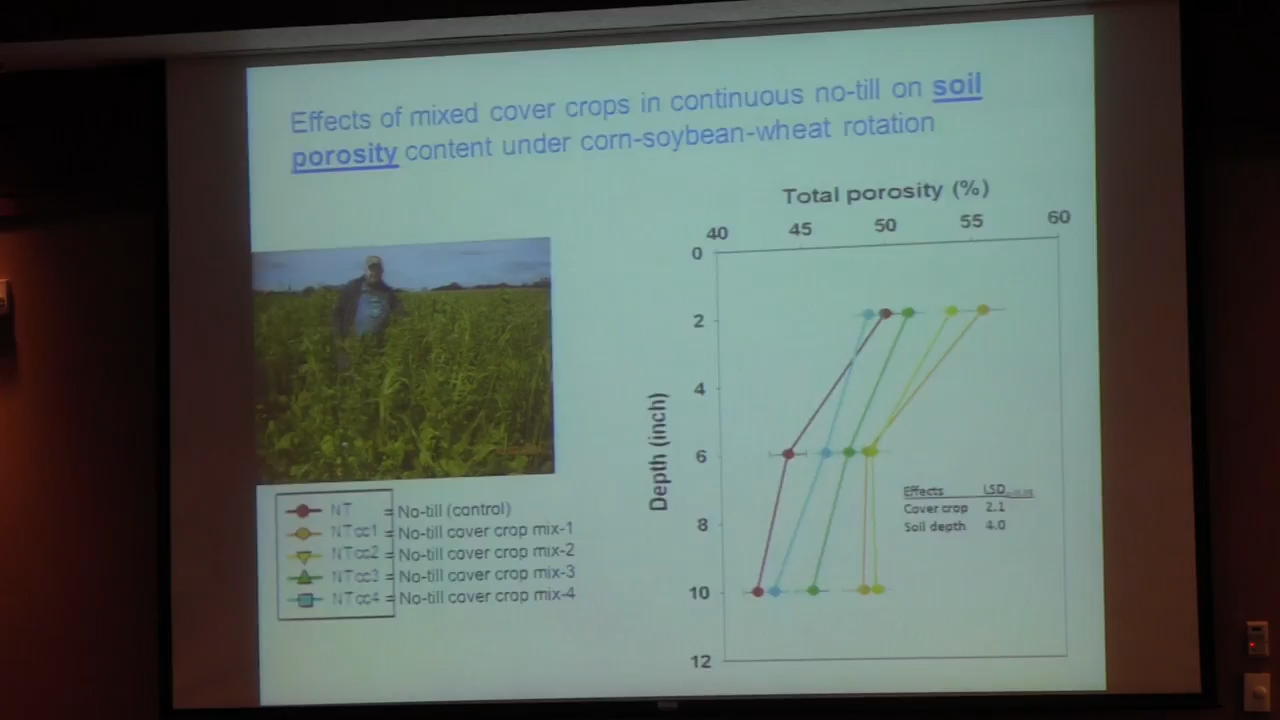 Effects of mixed cover crops in continuous no-till on soil
porosity content under corn-soybean-wheat rotation
Total porosity (%)
40 45 50 55 60
0
2
4
6
8
10
12
Depth (inch)
Effects LSD
Cover crop 2.1
Soil depth 4.0
NT = No-till (control)
NTcc1 = No-till cover crop mix-1
NTcc2 = No-till cover crop mix-2
NTcc3 = No-till cover crop mix-3
NTcc4 = No-till cover crop mix-4